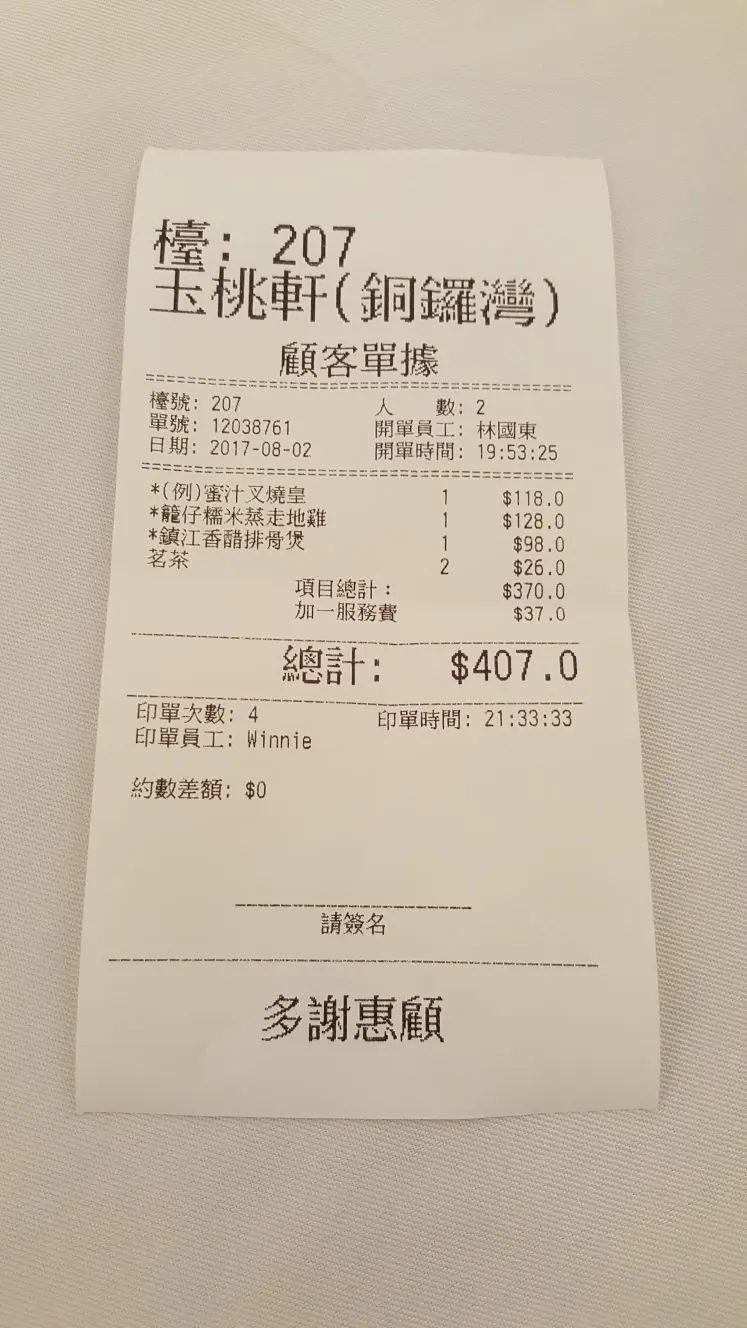 檯: 207
玉桃軒(銅鑼灣)
顧客單據
檯號: 207 人 數: 2
單號: 12038761 開單員工: 林國東
日期: 2017-08-02 開單時間: 19:53:25
*(例)蜜汁叉燒皇 1 $118.0
*籠仔糯米蒸走地雞 1 $128.0
*鎮江香醋排骨煲 1 $98.0
茗茶 2 $26.0
項目總計: $370.0
加一服務費 $37.0
總計: $407.0
印單次數: 4 印單時間: 21:33:33
印單員工: Winnie
約數差額: $0
請簽名
多謝惠顧